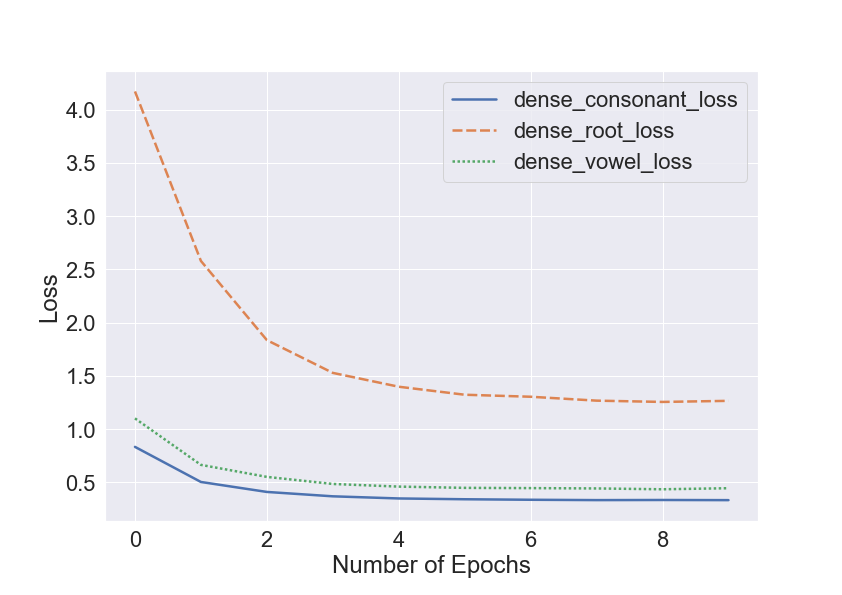 dense_consonant_loss
dense_root_loss
dense_vowel_loss
4.0
3.5
3.0
2.5
2.0
1.5
1.0
0.5
Loss
0 2 4 6 8
Number of Epochs